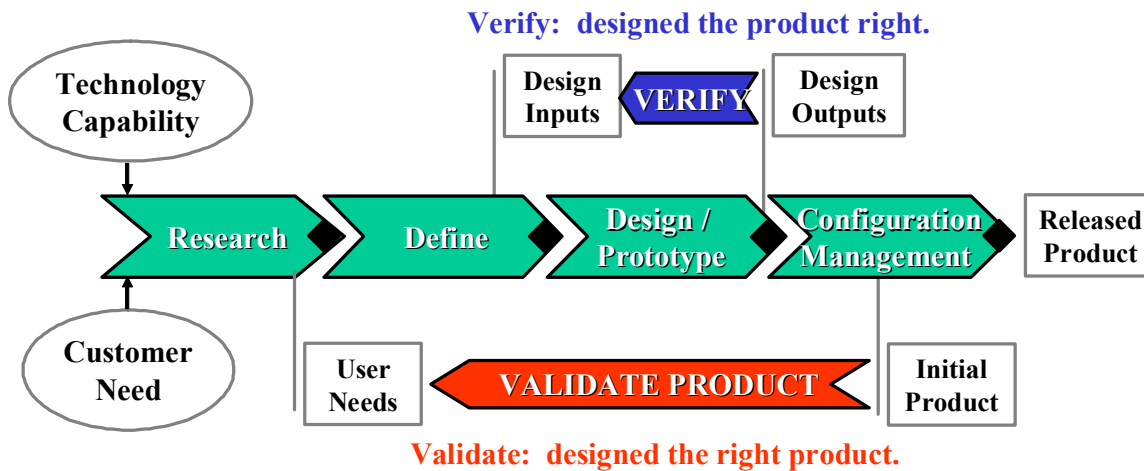 Verify:  designed the product right.
Technology
Capability
Design
Inputs
VERIFY
Design
Outputs
Research
Define
Design /
Prototype
Configuration
Management
Released
Product
Customer
Need
User
Needs
VALIDATE PRODUCT
Initial
Product
Validate:  designed the right product.